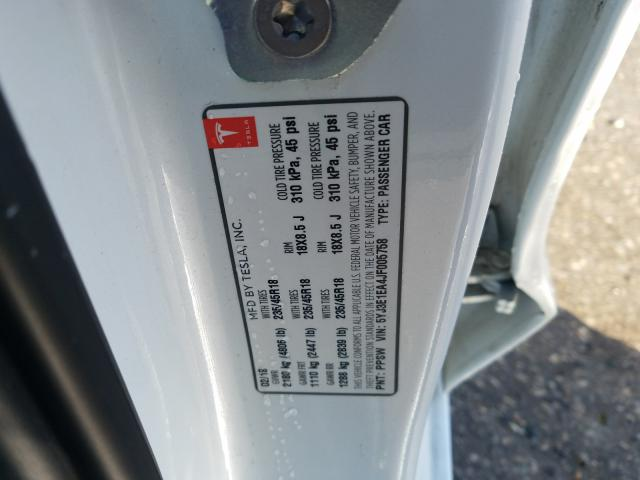 TESLA
MFD BY TESLA, INC.
02/18
GVWR WITH TIRES RIM COLD TIRE PRESSURE
2180 kg (4806 lb) 235/45R18 18X8.5 J 310 kPa, 45 psi
GAWR FRT WITH TIRES RIM COLD TIRE PRESSURE
1110 kg (2447 lb) 235/45R18 18X8.5 J 310 kPa, 45 psi
GAWR RR
1288 kg (2839 lb) 235/45R18
THIS VEHICLE CONFORMS TO ALL APPLICABLE U.S. FEDERAL MOTOR VEHICLE SAFETY, BUMPER, AND
THEFT PREVENTION STANDARDS IN EFFECT ON THE DATE OF MANUFACTURE SHOWN ABOVE.
PNT: PPSW VIN: 5YJ3E1EA4JF005758 TYPE: PASSENGER CAR